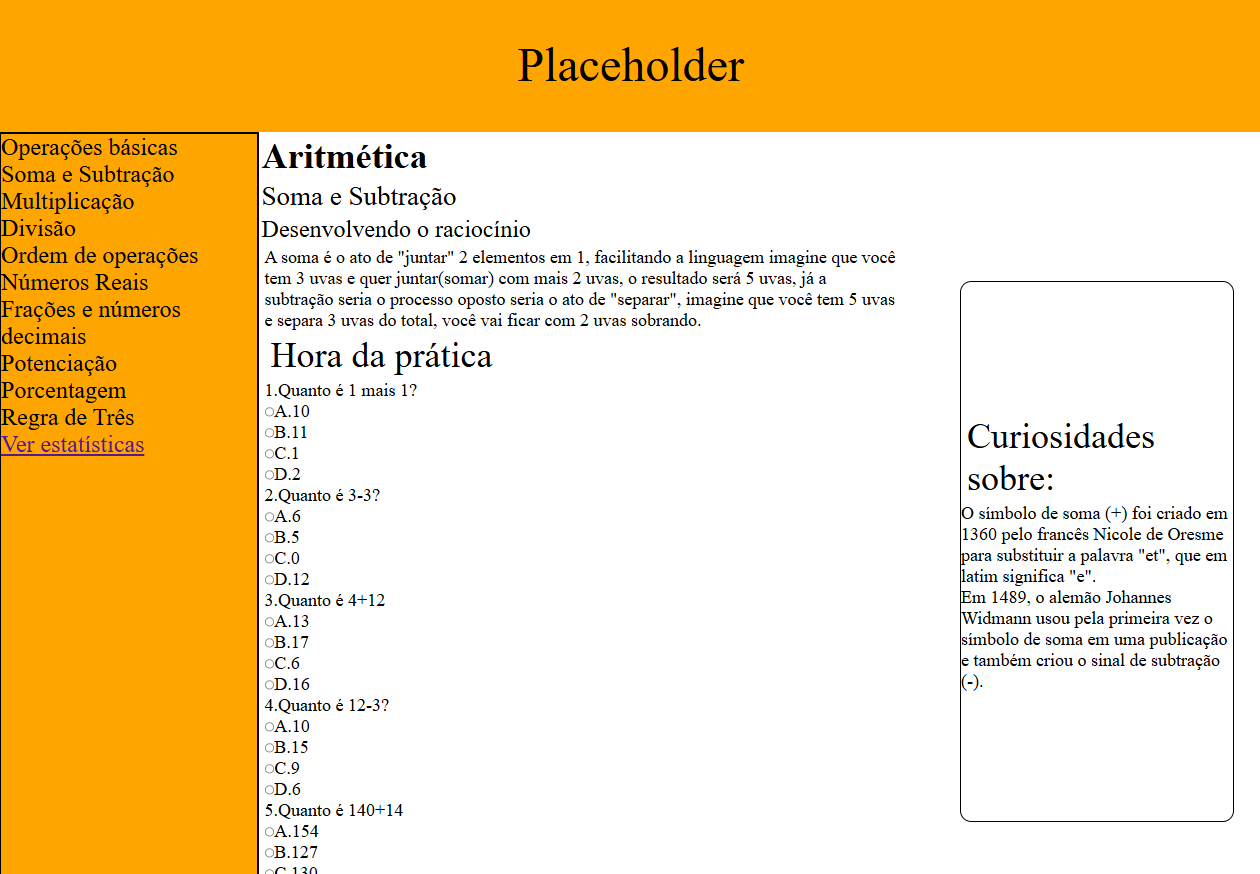 Placeholder
Operações básicas
Soma e Subtração
Multiplicação
Divisão
Ordem de operações
Números Reais
Frações e números
decimais
Potenciação
Porcentagem
Regra de Três
Ver estatísticas
Aritmética
Soma e Subtração
Desenvolvendo o raciocínio
A soma é o ato de "juntar" 2 elementos em 1, facilitando a linguagem imagine que você
tem 3 uvas e quer juntar(somar) com mais 2 uvas, o resultado será 5 uvas, já a
subtração seria o processo oposto seria o ato de "separar", imagine que você tem 5 uvas
e separa 3 uvas do total, você vai ficar com 2 uvas sobrando.
Hora da prática
1.Quanto é 1 mais 1?
A.10
B.11
C.1
D.2
2.Quanto é 3-3?
A.6
B.5
C.0
D.12
3.Quanto é 4+12
A.13
B.17
C.6
D.16
4.Quanto é 12-3?
A.10
B.15
C.9
D.6
5.Quanto é 140+14
A.154
B.127
C.130
Curiosidades
sobre:
O símbolo de soma (+) foi criado em
1360 pelo francês Nicole de Oresme
para substituir a palavra "et", que em
latim significa "e".
Em 1489, o alemão Johannes
Widmann usou pela primeira vez o
símbolo de soma em uma publicação
e também criou o sinal de subtração
(-).